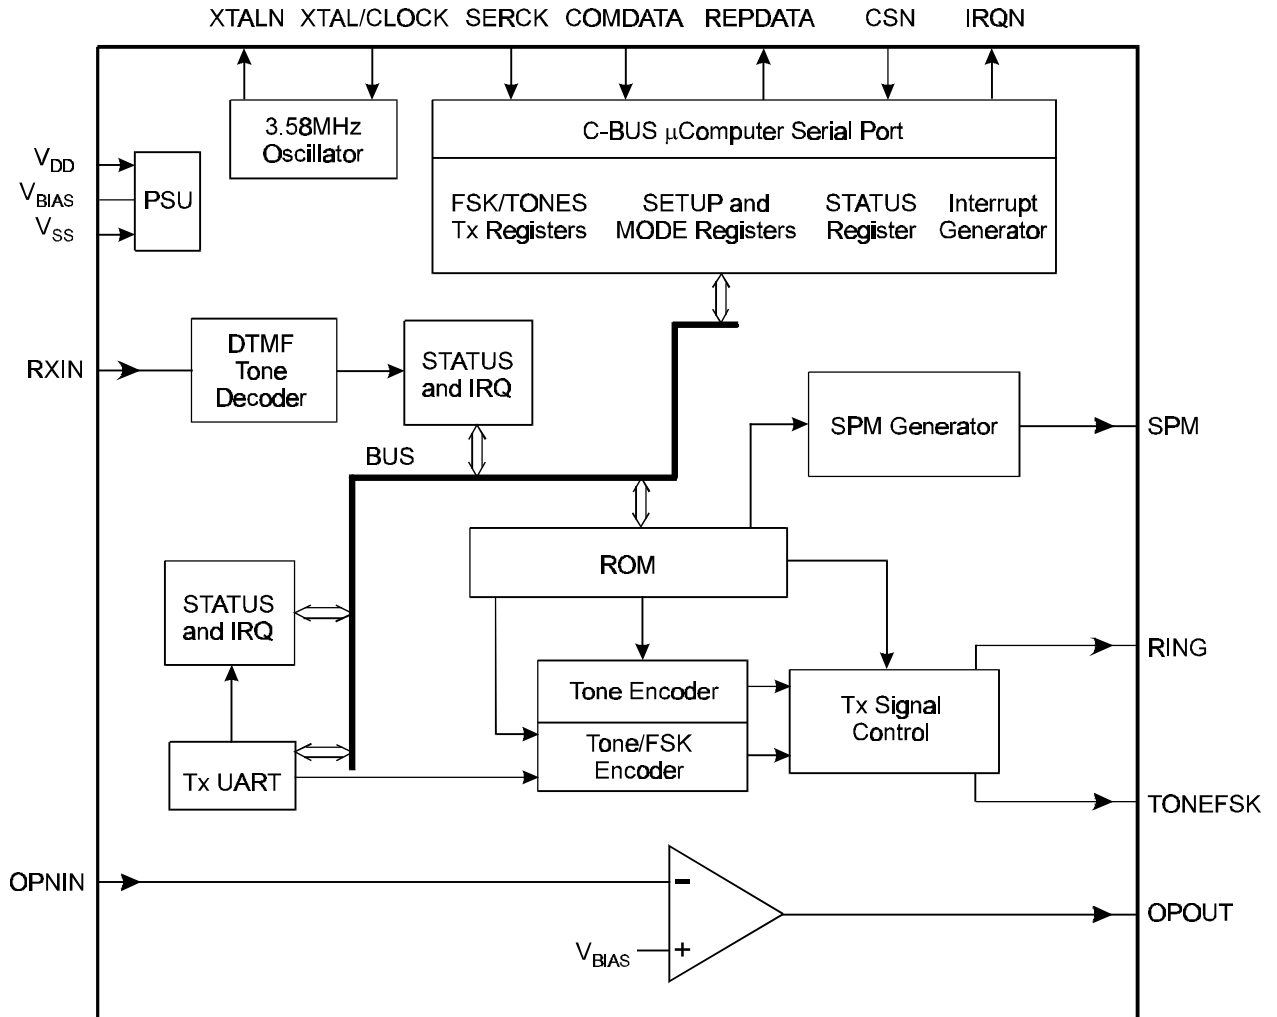 XTALN XTAL/CLOCK SERCK COMDATA REPDATA CSN IRQN
3.58MHz
Oscillator
C-BUS μComputer Serial Port
FSK/TONES
Tx Registers
SETUP and
MODE Registers
STATUS
Register
Interrupt
Generator
VDD
VBIAS
VSS
PSU
RXIN
DTMF
Tone
Decoder
STATUS
and IRQ
BUS
SPM Generator
SPM
ROM
STATUS
and IRQ
Tx UART
Tone Encoder
Tone/FSK
Encoder
Tx Signal
Control
RING
TONEFSK
OPNIN
-
+
VBIAS
OPOUT